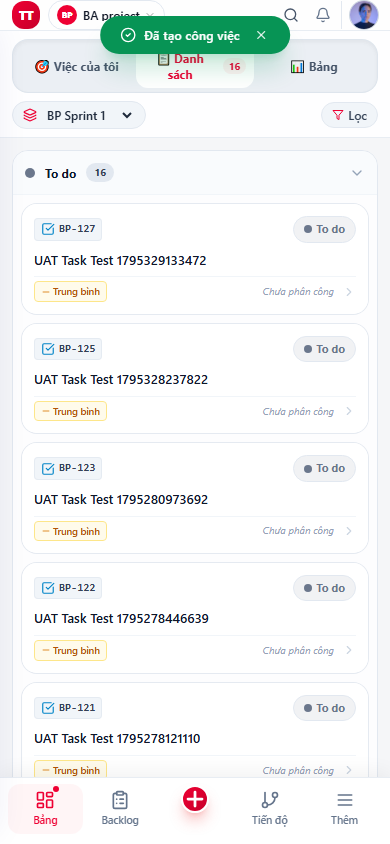 TT
BP BA project
Đã tạo công việc
Việc của tôi
Danh sách
16
Bảng
BP Sprint 1
Lọc
To do 16
BP-127
To do
UAT Task Test 1795329133472
Trung bình
Chưa phân công
BP-125
To do
UAT Task Test 1795328237822
Trung bình
Chưa phân công
BP-123
To do
UAT Task Test 1795280973692
Trung bình
Chưa phân công
BP-122
To do
UAT Task Test 1795278446639
Trung bình
Chưa phân công
BP-121
To do
UAT Task Test 1795278121110
Trung bình
Chưa phân công
Bảng
Backlog
Tiến độ
Thêm